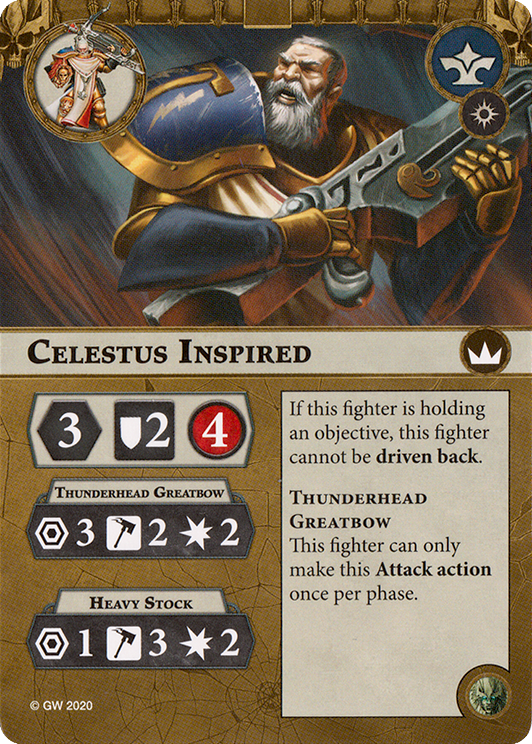 Celestus Inspired
3 2 4
Thunderhead Greatbow
3 2 2
Heavy Stock
1 3 2
If this fighter is holding
an objective, this fighter
cannot be driven back.
Thunderhead
Greatbow
This fighter can only
make this Attack action
once per phase.
© GW 2020